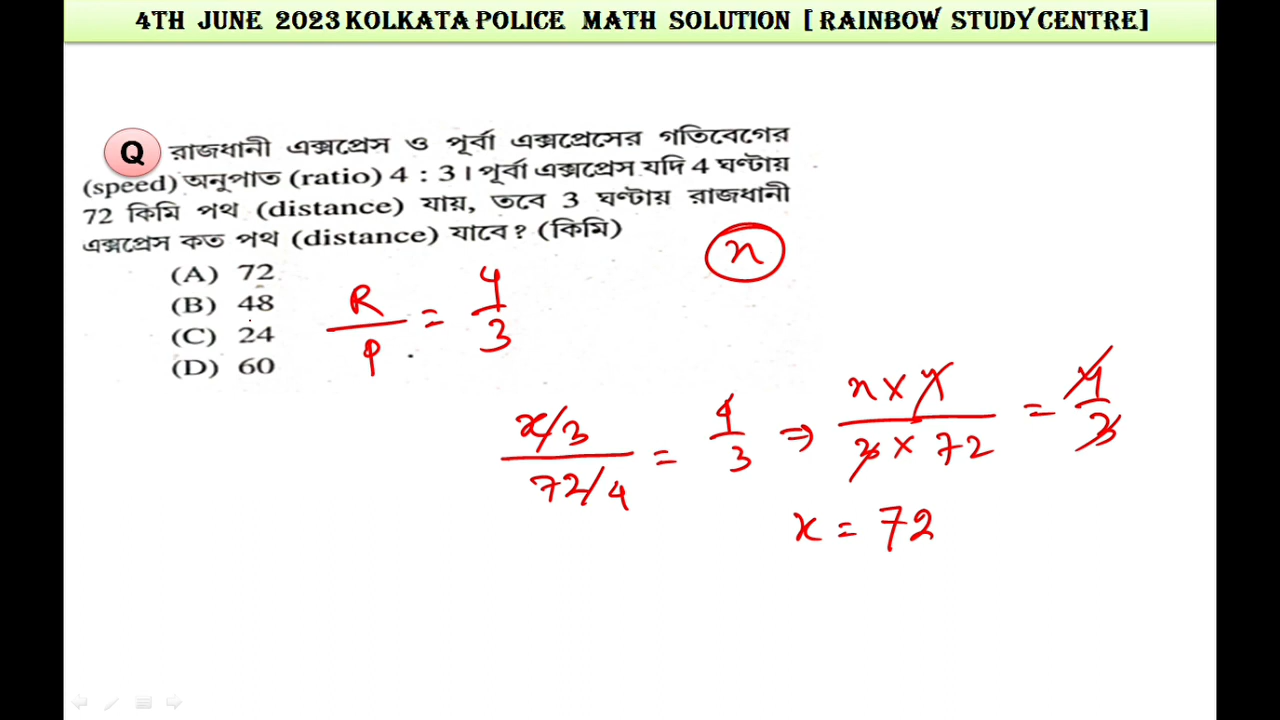 4TH JUNE 2023 KOLKATA POLICE MATH SOLUTION [ RAINBOW STUDY CENTRE]
Q রাজধানী এক্সপ্রেস ও পূর্বা এক্সপ্রেসের গতিবেগের
(speed) অনুপাত (ratio) 4 : 3। পূর্বা এক্সপ্রেস যদি 4 ঘণ্টায়
72 কিমি পথ (distance) যায়, তবে 3 ঘণ্টায় রাজধানী
এক্সপ্রেস কত পথ (distance) যাবে? (কিমি)
x
(A) 72
(B) 48
(C) 24
(D) 60
R/P = 4/3
x/3 / 72/4 = 4/3 ⇒ x×4 / 3×72 = 4/3
x = 72